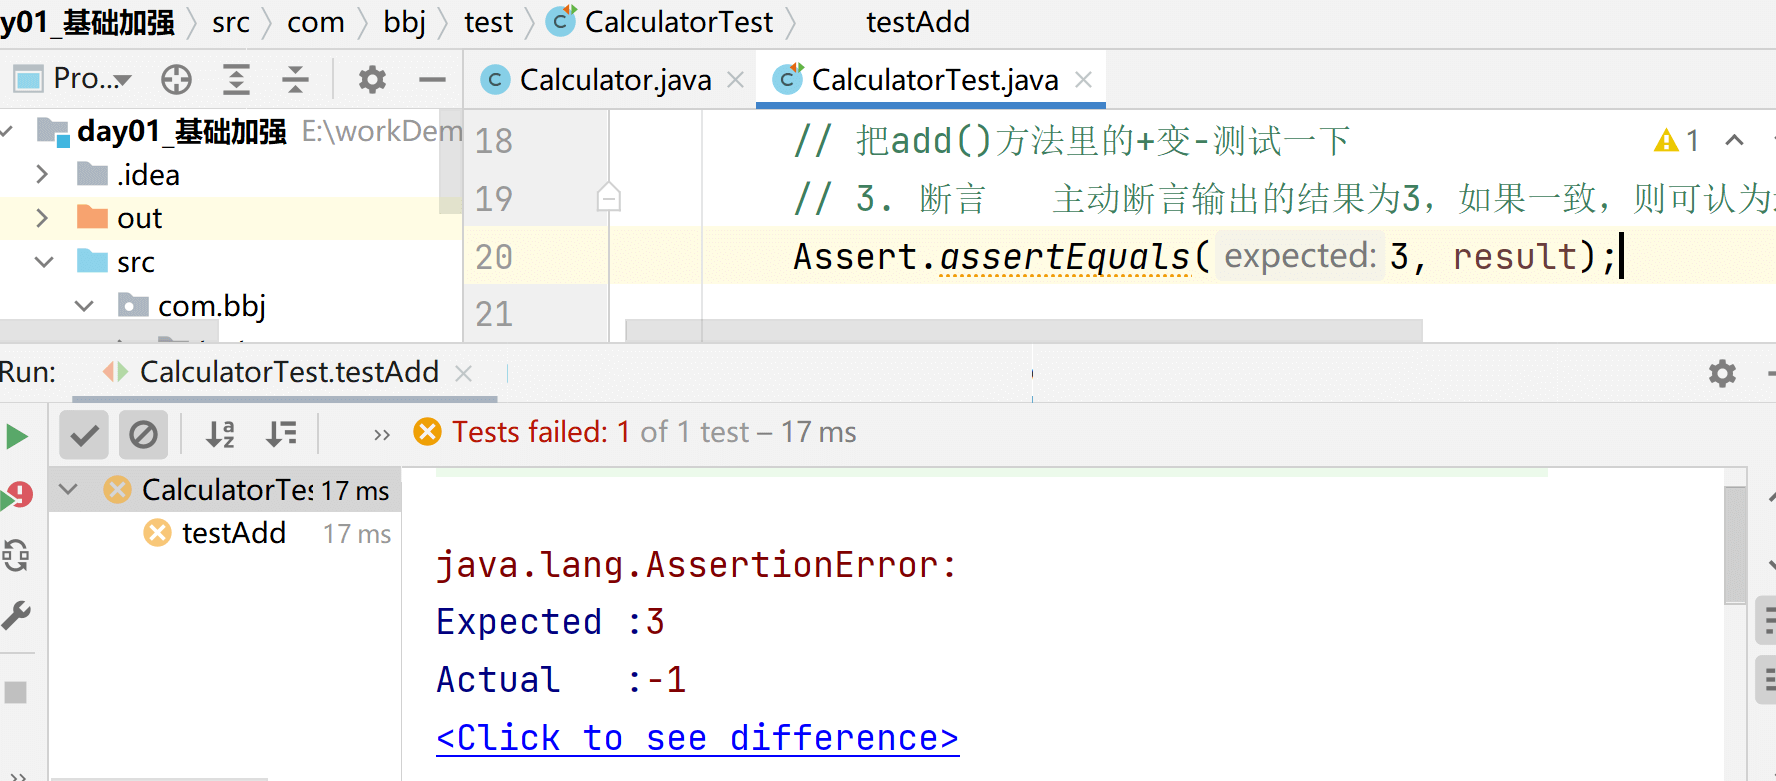 y01_基础加强 src com bbj test CalculatorTest testAdd
Pro... Calculator.java CalculatorTest.java
day01_基础加强 E:\workDem
.idea
out
src
com.bbj
18 // 把add()方法里的+变-测试一下 1
19 // 3. 断言 主动断言输出的结果为3，如果一致，则可认为
20 Assert.assertEquals( expected: 3, result);
21
Run: CalculatorTest.testAdd
Tests failed: 1 of 1 test – 17 ms
CalculatorTes 17 ms
testAdd 17 ms
java.lang.AssertionError:
Expected :3
Actual :-1
<Click to see difference>